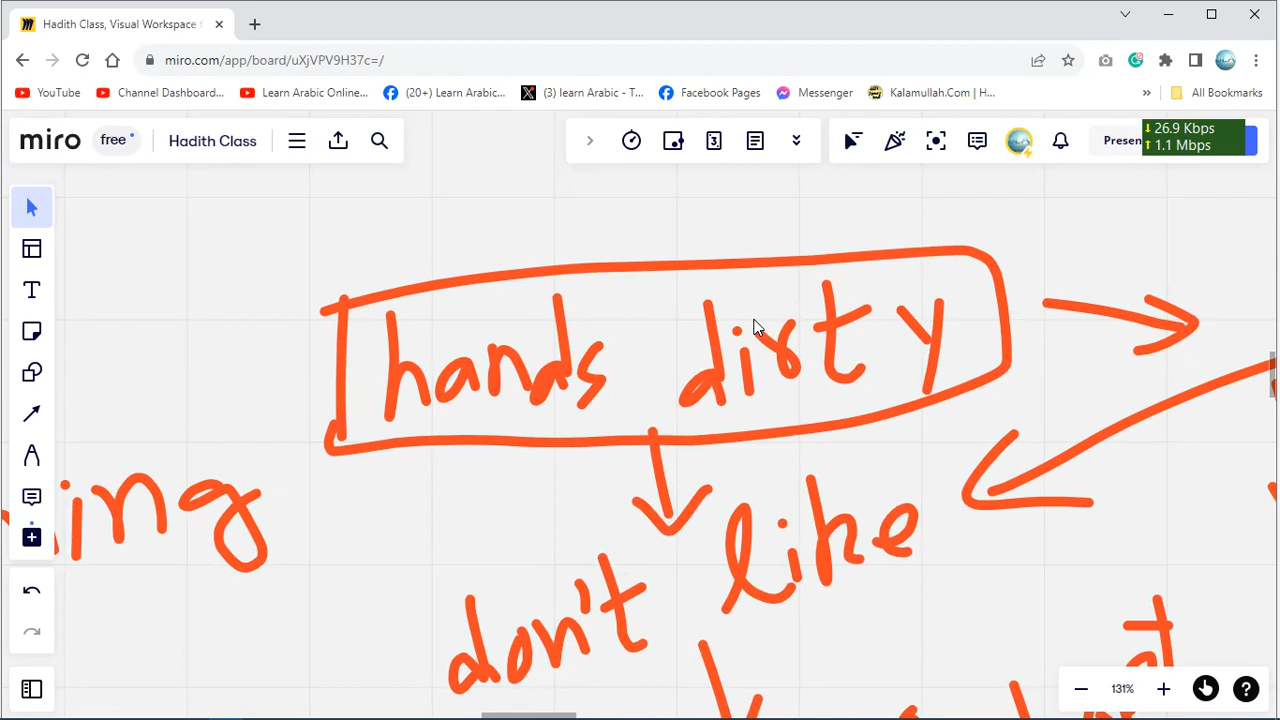 Hadith Class, Visual Workspace f
miro.com/app/board/uXjVPV9H37c=/
YouTube Channel Dashboard... Learn Arabic Online... (20+) Learn Arabic... (3) learn Arabic - T... Facebook Pages Messenger Kalamullah.Com | H... » All Bookmarks
miro free Hadith Class Presen 26.9 Kbps
1.1 Mbps
hands dirty
ing
don't like
131%